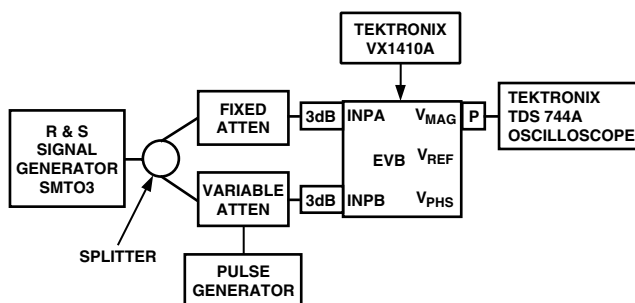 TEKTRONIX
VX1410A
FIXED
ATTEN
3dB
INPA
VMAG
P
TEKTRONIX
TDS 744A
OSCILLOSCOPE
R & S
SIGNAL
GENERATOR
SMTO3
EVB
VREF
VARIABLE
ATTEN
3dB
INPB
VPHS
SPLITTER
PULSE
GENERATOR